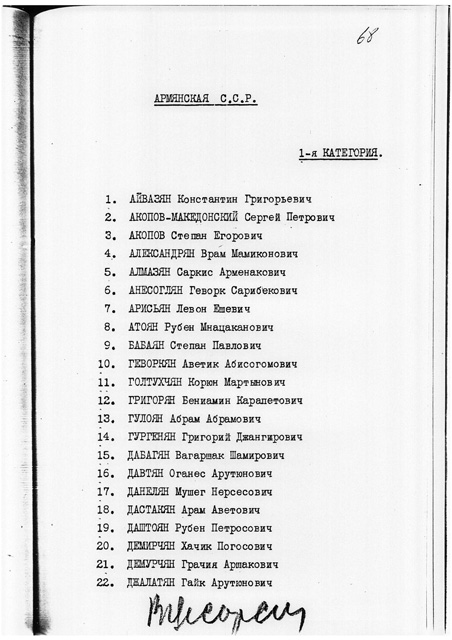 68
АРМЯНСКАЯ С.С.Р.
1-я КАТЕГОРИЯ.
1. АЙВАЗЯН Константин Григорьевич
2. АКОПОВ-МАКЕДОНСКИЙ Сергей Петрович
3. АКОПОВ Степан Егорович
4. АЛЕКСАНДРЯН Врам Мамиконович
5. АЛМАЗЯН Саркис Арменакович
6. АНЕСОГЛЯН Геворк Сарибекович
7. АРИСЬЯН Левон Ешевич
8. АТОЯН Рубен Мнацаканович
9. БАБАЯН Степан Павлович
10. ГЕВОРКЯН Аветик Абисогомович
11. ГОЛТУХЧЯН Корюн Мартынович
12. ГРИГОРЯН Бениамин Карапетович
13. ГУЛОЯН Абрам Абрамович
14. ГУРГЕНЯН Григорий Джангирович
15. ДАБАГЯН Вагаршак Шамирович
16. ДАВТЯН Оганес Арутюнович
17. ДАНЕЛЯН Мушег Нерсесович
18. ДАСТАКЯН Арам Аветович
19. ДАШТОЯН Рубен Петросович
20. ДЕМИРЧЯН Хачик Погосович
21. ДЕМУРЧЯН Грачия Аршакович
22. ДЖАЛАТЯН Гайк Арутюнович